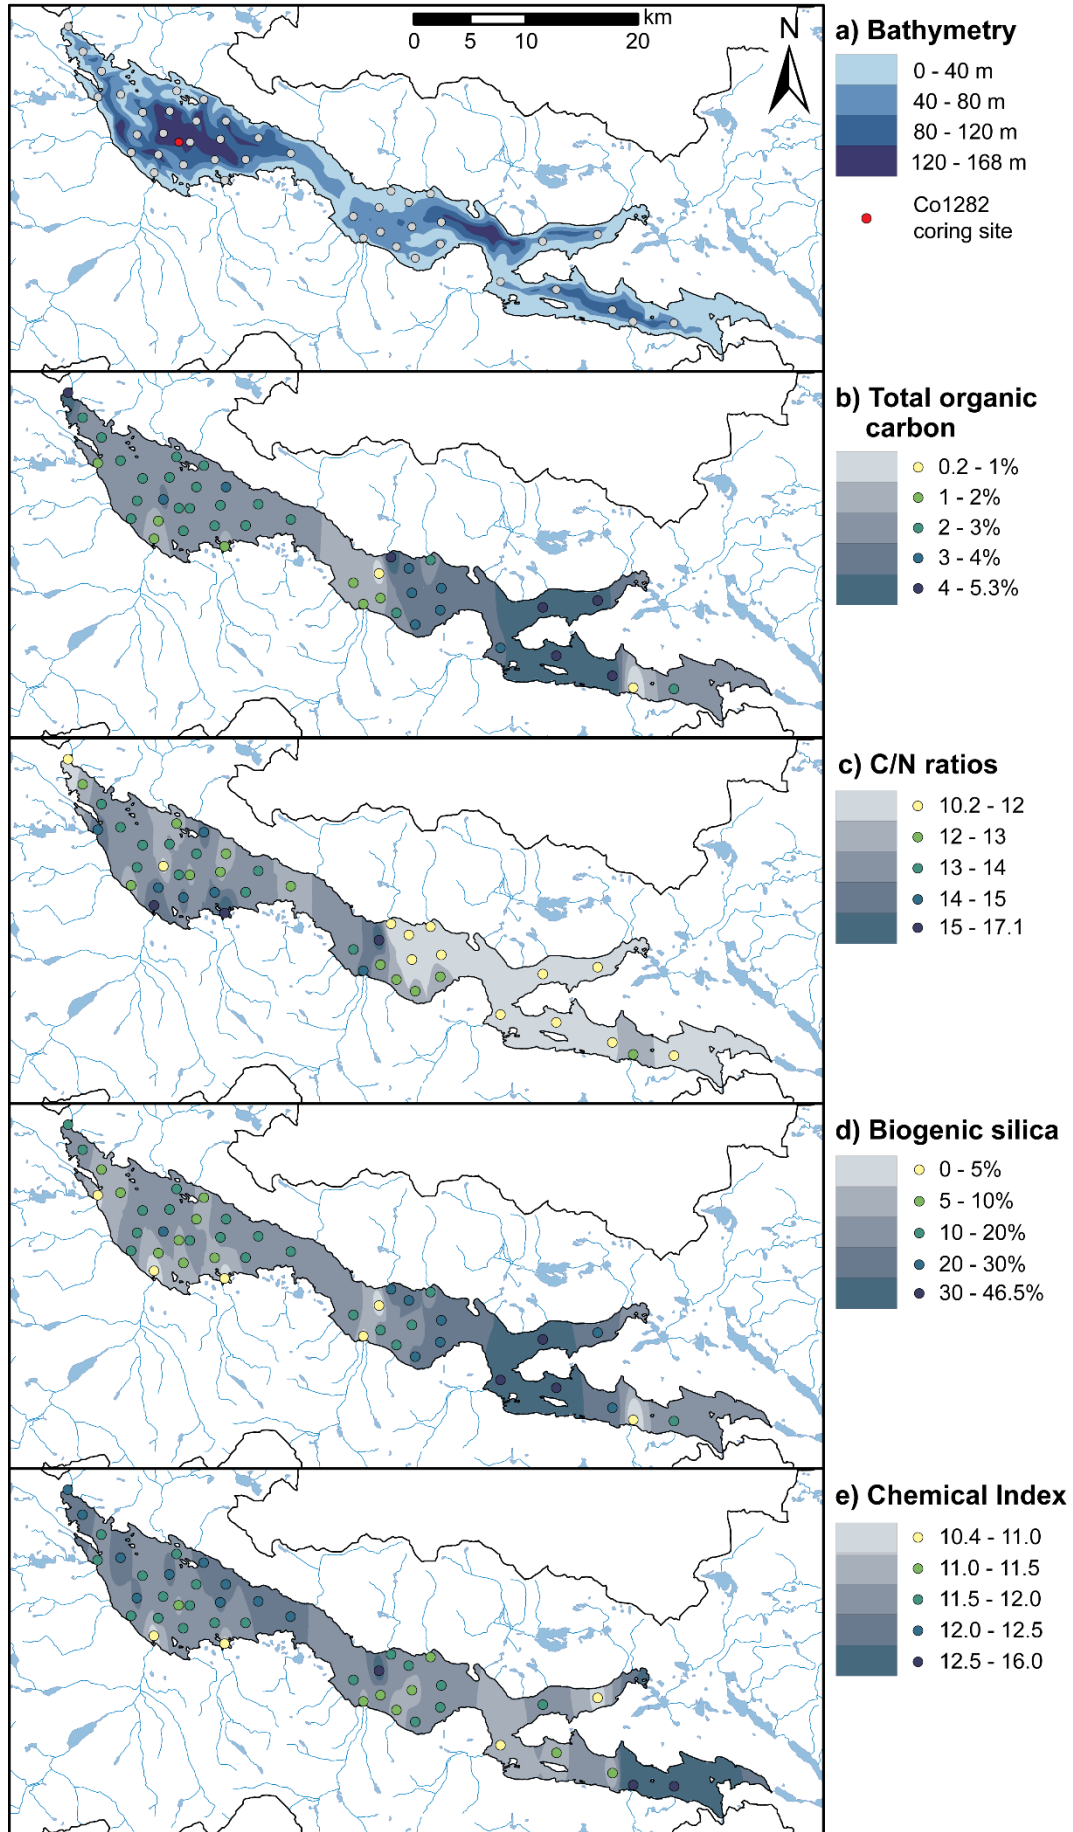 km
0 5 10 20
N
a) Bathymetry
0 - 40 m
40 - 80 m
80 - 120 m
120 - 168 m
Co1282
coring site
b) Total organic
carbon
0.2 - 1%
1 - 2%
2 - 3%
3 - 4%
4 - 5.3%
c) C/N ratios
10.2 - 12
12 - 13
13 - 14
14 - 15
15 - 17.1
d) Biogenic silica
0 - 5%
5 - 10%
10 - 20%
20 - 30%
30 - 46.5%
e) Chemical Index
10.4 - 11.0
11.0 - 11.5
11.5 - 12.0
12.0 - 12.5
12.5 - 16.0